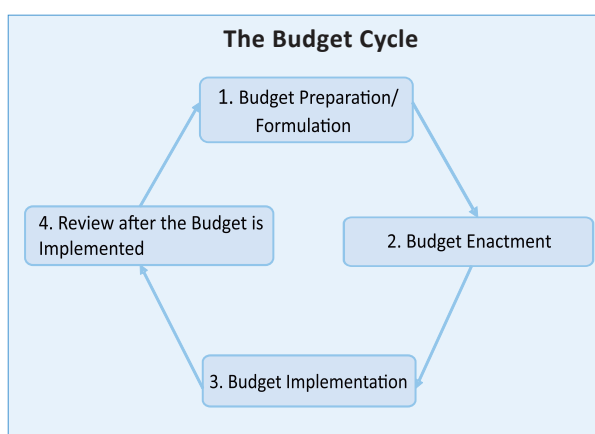 The Budget Cycle
1. Budget Preparation/
Formulation
2. Budget Enactment
3. Budget Implementation
4. Review after the Budget is
Implemented